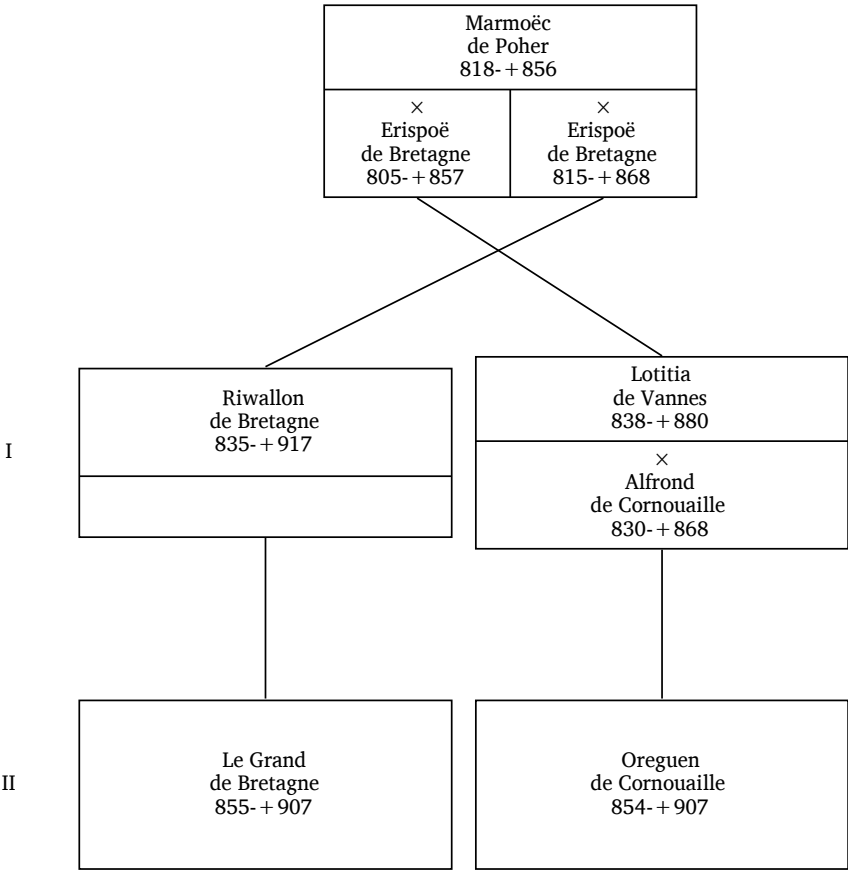 Marmoëc
de Poher
818-+856
×
Erispoë
de Bretagne
805-+857
×
Erispoë
de Bretagne
815-+868
I
Riwallon
de Bretagne
835-+917
Lotitia
de Vannes
838-+880
×
Alfrond
de Cornouaille
830-+868
II
Le Grand
de Bretagne
855-+907
Oreguen
de Cornouaille
854-+907